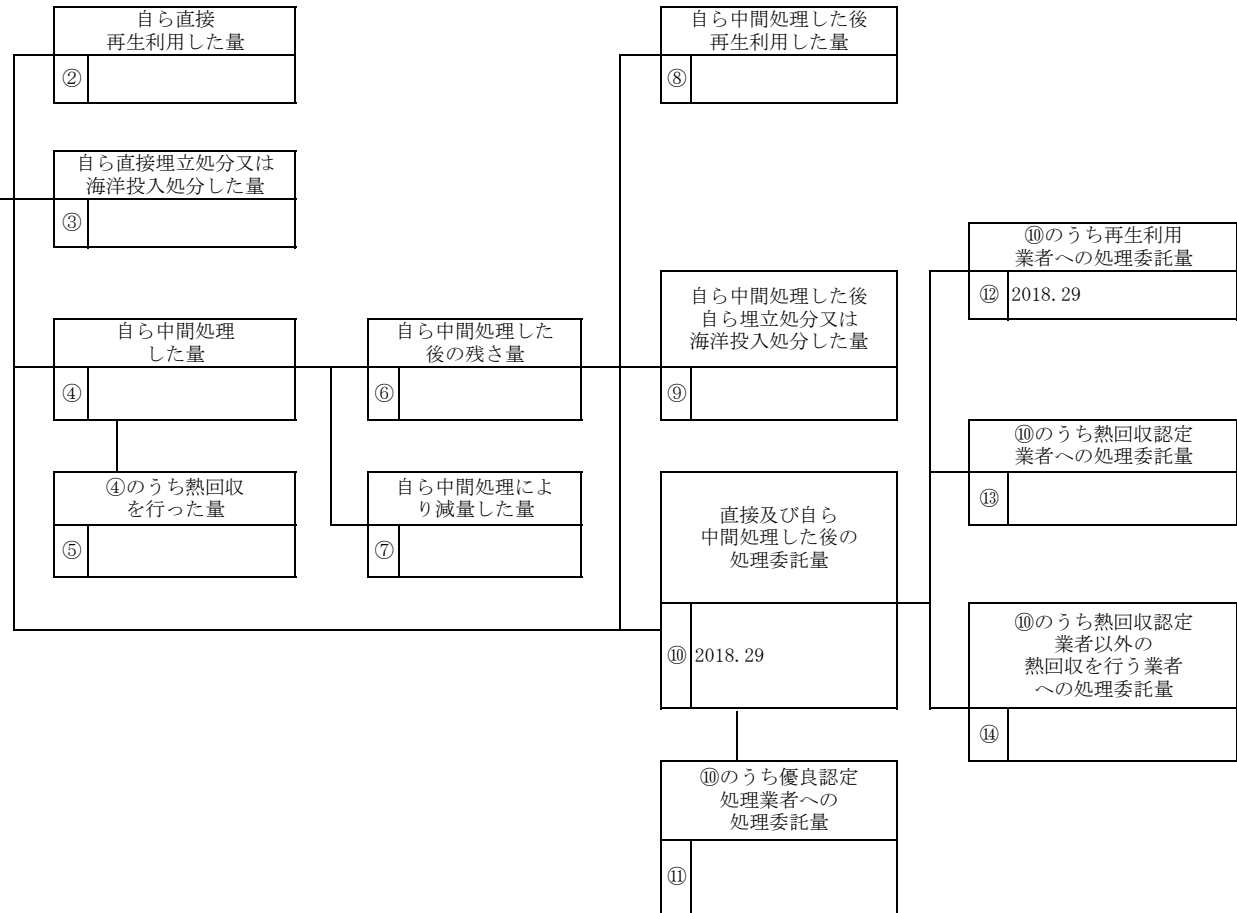 自ら直接
再生利用した量
②
自ら中間処理した後
再生利用した量
⑧
自ら直接埋立処分又は
海洋投入処分した量
③
⑩のうち再生利用
業者への処理委託量
⑫ 2018.29
自ら中間処理
した量
④
自ら中間処理した
後の残さ量
⑥
自ら中間処理した後
自ら埋立処分又は
海洋投入処分した量
⑨
⑩のうち熱回収認定
業者への処理委託量
⑬
④のうち熱回収
を行った量
⑤
自ら中間処理によ
り減量した量
⑦
直接及び自ら
中間処理した後の
処理委託量
⑩ 2018.29
⑩のうち熱回収認定
業者以外の
熱回収を行う業者
への処理委託量
⑭
⑩のうち優良認定
処理業者への
処理委託量
⑪